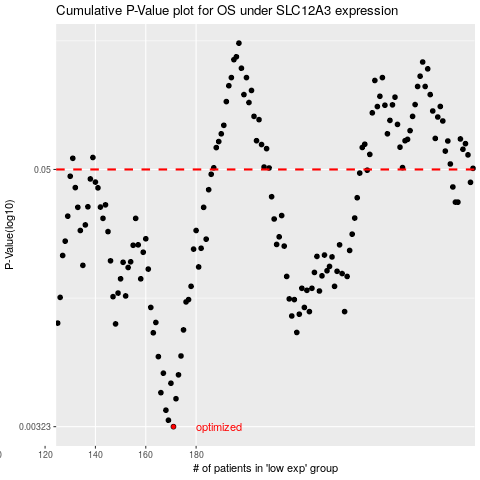 Cumulative P-Value plot for OS under SLC12A3 expression
P-Value(log10)
0.05
0.00323
optimized
0 120 140 160 180
# of patients in 'low exp' group